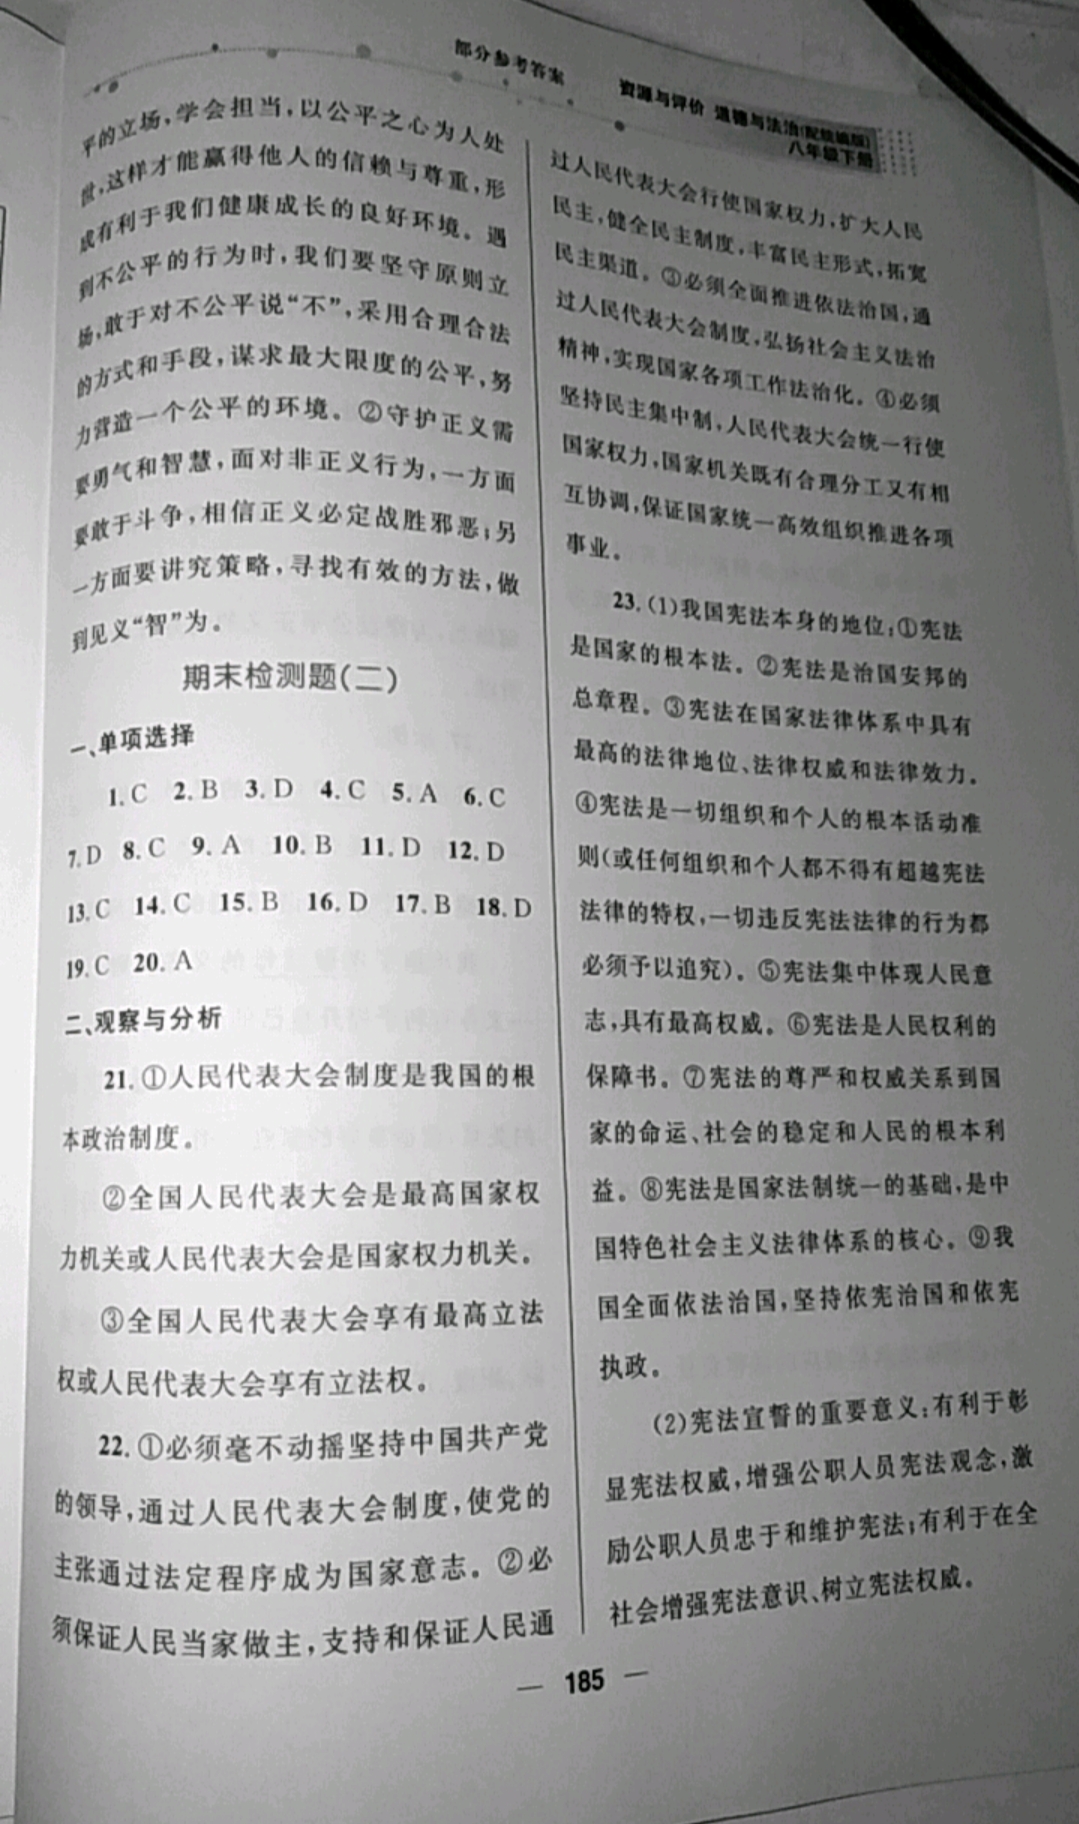 部分参考答案
资源与评价 道德与法治(配统编版)
八年级下册
平的立场,学会担当,以公平之心为人处
世,这样才能赢得他人的信赖与尊重,形
成有利于我们健康成长的良好环境。遇
到不公平的行为时,我们要坚守原则立
场,敢于对不公平说“不”,采用合理合法
的方式和手段,谋求最大限度的公平,努
力营造一个公平的环境。②守护正义需
要勇气和智慧,面对非正义行为,一方面
要敢于斗争,相信正义必定战胜邪恶;另
一方面要讲究策略,寻找有效的方法,做
到见义“智”为。
期末检测题(二)
一、单项选择
1. C 2. B 3. D 4. C 5. A 6. C
7. D 8. C 9. A 10. B 11. D 12. D
13. C 14. C 15. B 16. D 17. B 18. D
19. C 20. A
二、观察与分析
21. ①人民代表大会制度是我国的根
本政治制度。
②全国人民代表大会是最高国家权
力机关或人民代表大会是国家权力机关。
③全国人民代表大会享有最高立法
权或人民代表大会享有立法权。
22. ①必须毫不动摇坚持中国共产党
的领导,通过人民代表大会制度,使党的
主张通过法定程序成为国家意志。②必
须保证人民当家做主,支持和保证人民通
过人民代表大会行使国家权力,扩大人民
民主,健全民主制度,丰富民主形式,拓宽
民主渠道。③必须全面推进依法治国,通
过人民代表大会制度,弘扬社会主义法治
精神,实现国家各项工作法治化。④必须
坚持民主集中制,人民代表大会统一行使
国家权力,国家机关既有合理分工又有相
互协调,保证国家统一高效组织推进各项
事业。
23. (1)我国宪法本身的地位:①宪法
是国家的根本法。②宪法是治国安邦的
总章程。③宪法在国家法律体系中具有
最高的法律地位、法律权威和法律效力。
④宪法是一切组织和个人的根本活动准
则(或任何组织和个人都不得有超越宪法
法律的特权,一切违反宪法法律的行为都
必须予以追究)。⑤宪法集中体现人民意
志,具有最高权威。⑥宪法是人民权利的
保障书。⑦宪法的尊严和权威关系到国
家的命运、社会的稳定和人民的根本利
益。⑧宪法是国家法制统一的基础,是中
国特色社会主义法律体系的核心。⑨我
国全面依法治国,坚持依宪治国和依宪
执政。
(2)宪法宣誓的重要意义:有利于彰
显宪法权威,增强公职人员宪法观念,激
励公职人员忠于和维护宪法;有利于在全
社会增强宪法意识、树立宪法权威。
— 185 —